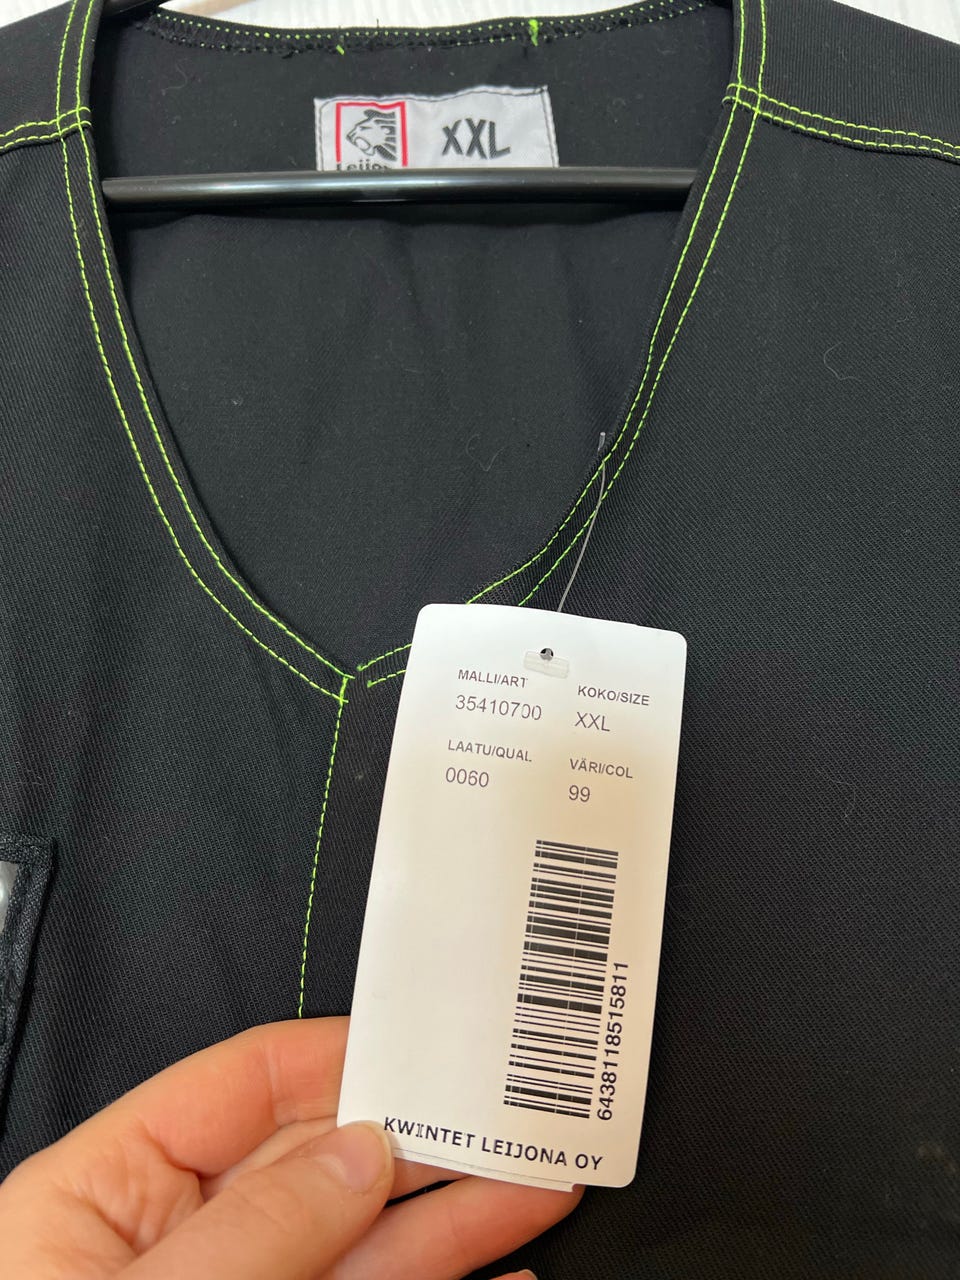 XXL
MALLI/ART
35410700
KOKO/SIZE
XXL
LAATU/QUAL
0060
VÄRI/COL
99
6438118515811
KWINTET LEIJONA OY